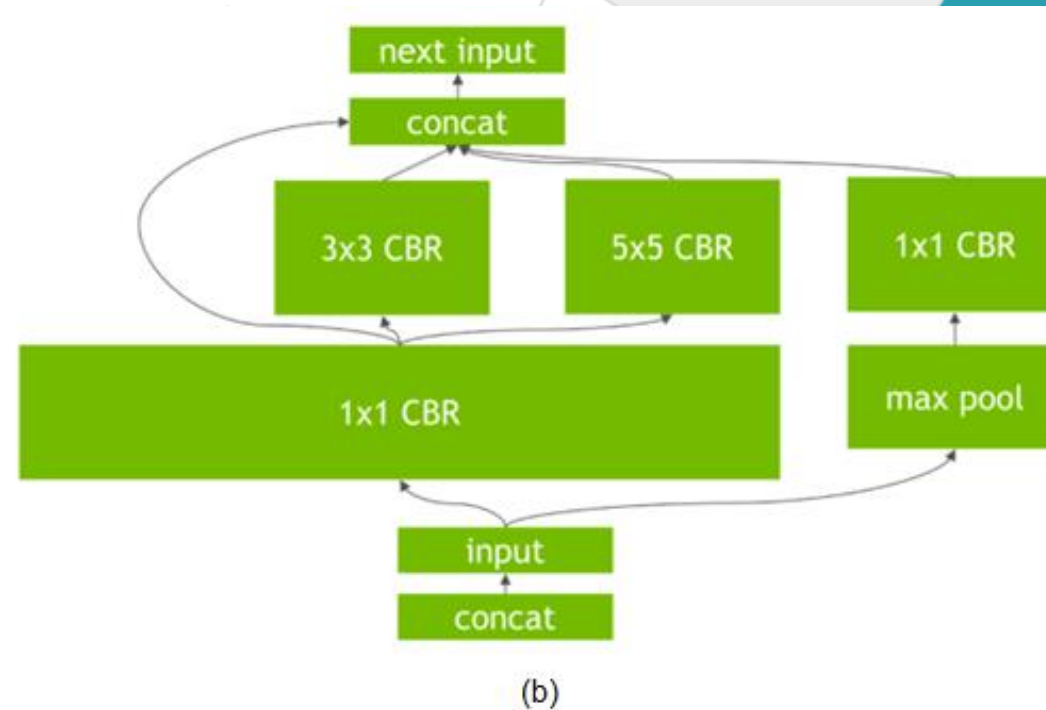 next input
concat
3x3 CBR
5x5 CBR
1x1 CBR
1x1 CBR
max pool
input
concat
(b)